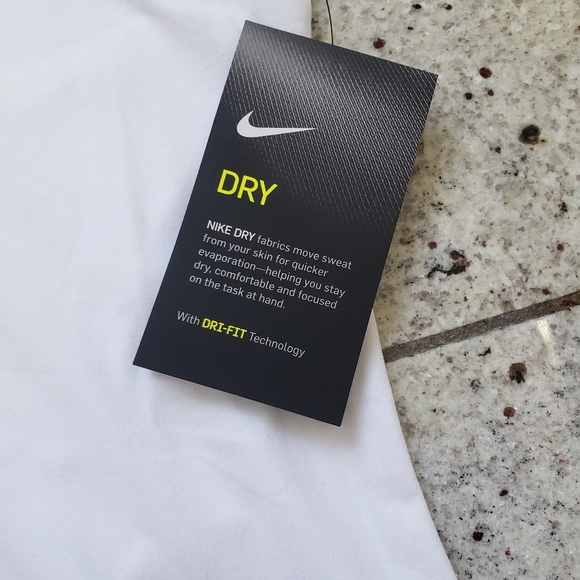 DRY
NIKE DRY fabrics move sweat
from your skin for quicker
evaporation—helping you stay
dry, comfortable and focused
on the task at hand.
With DRI-FIT Technology